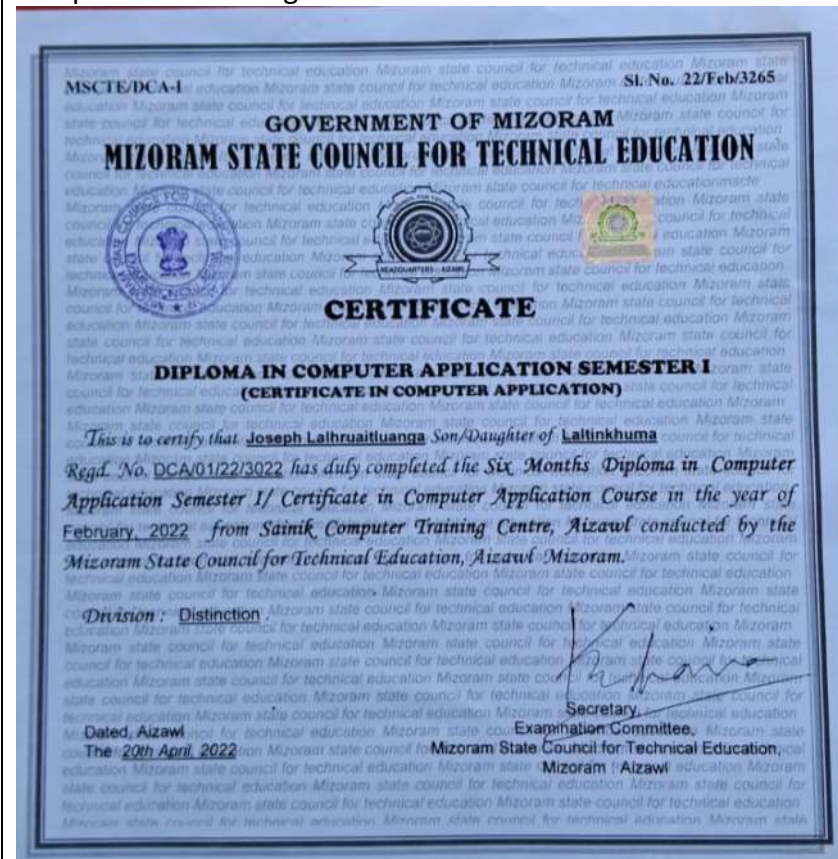 MSCTE/DCA-I
Sl. No. 22/Feb/3265
GOVERNMENT OF MIZORAM
MIZORAM STATE COUNCIL FOR TECHNICAL EDUCATION
HEADQUARTERS : AIZAWL
CERTIFICATE
DIPLOMA IN COMPUTER APPLICATION SEMESTER I
(CERTIFICATE IN COMPUTER APPLICATION)
This is to certify that Joseph Lalhruaitluanga Son/Daughter of Laltinkhuma
Regd. No. DCA/01/22/3022 has duly completed the Six Months Diploma in Computer
Application Semester I/ Certificate in Computer Application Course in the year of
February, 2022 from Sainik Computer Training Centre, Aizawl conducted by the
Mizoram State Council for Technical Education, Aizawl Mizoram.
Division : Distinction .
Secretary,
Examination Committee,
Mizoram State Council for Technical Education,
Mizoram : Aizawl
Dated, Aizawl
The 20th April, 2022